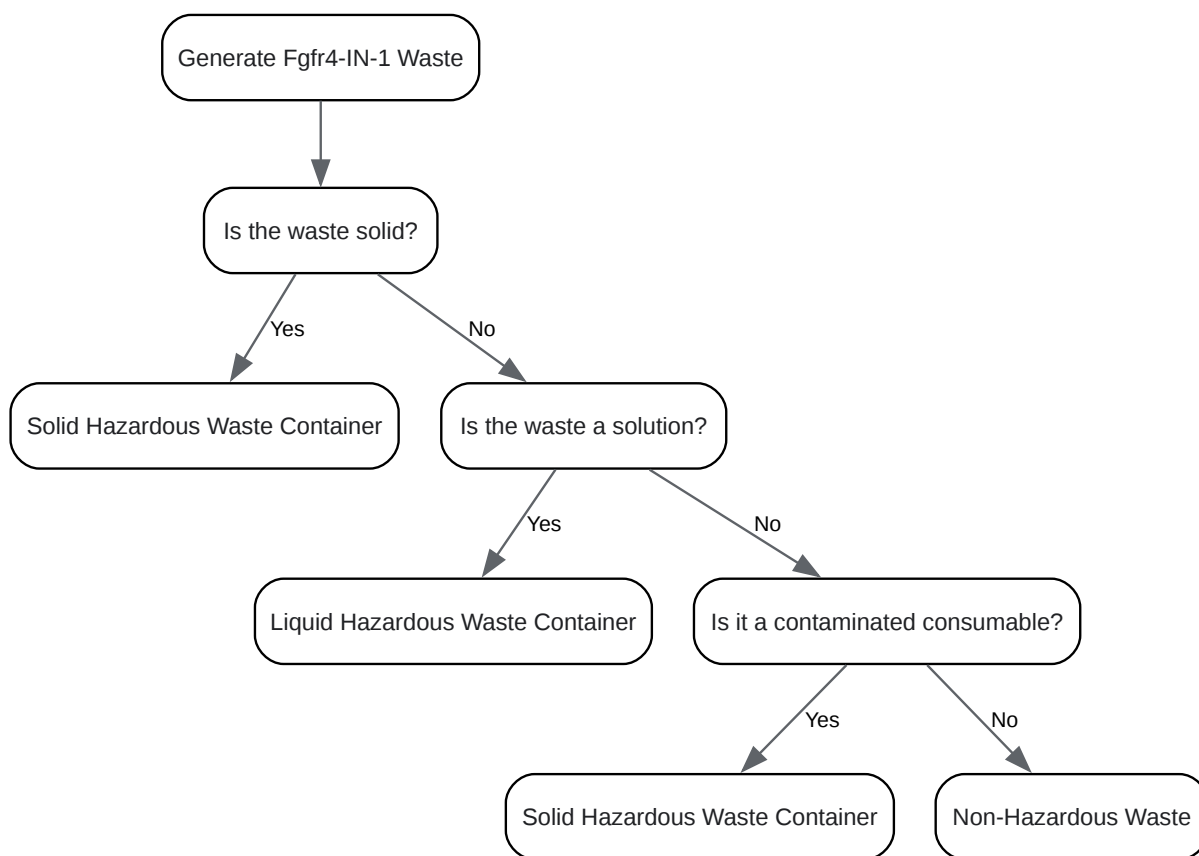 Generate Fgfr4-IN-1 Waste
Is the waste solid?
Yes
No
Solid Hazardous Waste Container
Is the waste a solution?
Yes
No
Liquid Hazardous Waste Container
Is it a contaminated consumable?
Yes
No
Solid Hazardous Waste Container
Non-Hazardous Waste